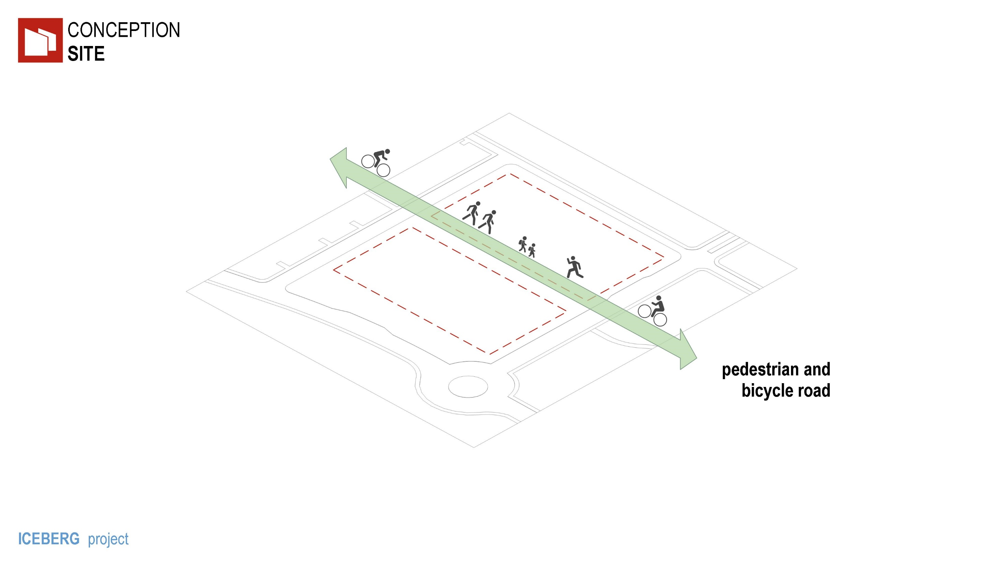 CONCEPTION
SITE
pedestrian and
bicycle road
ICEBERG project